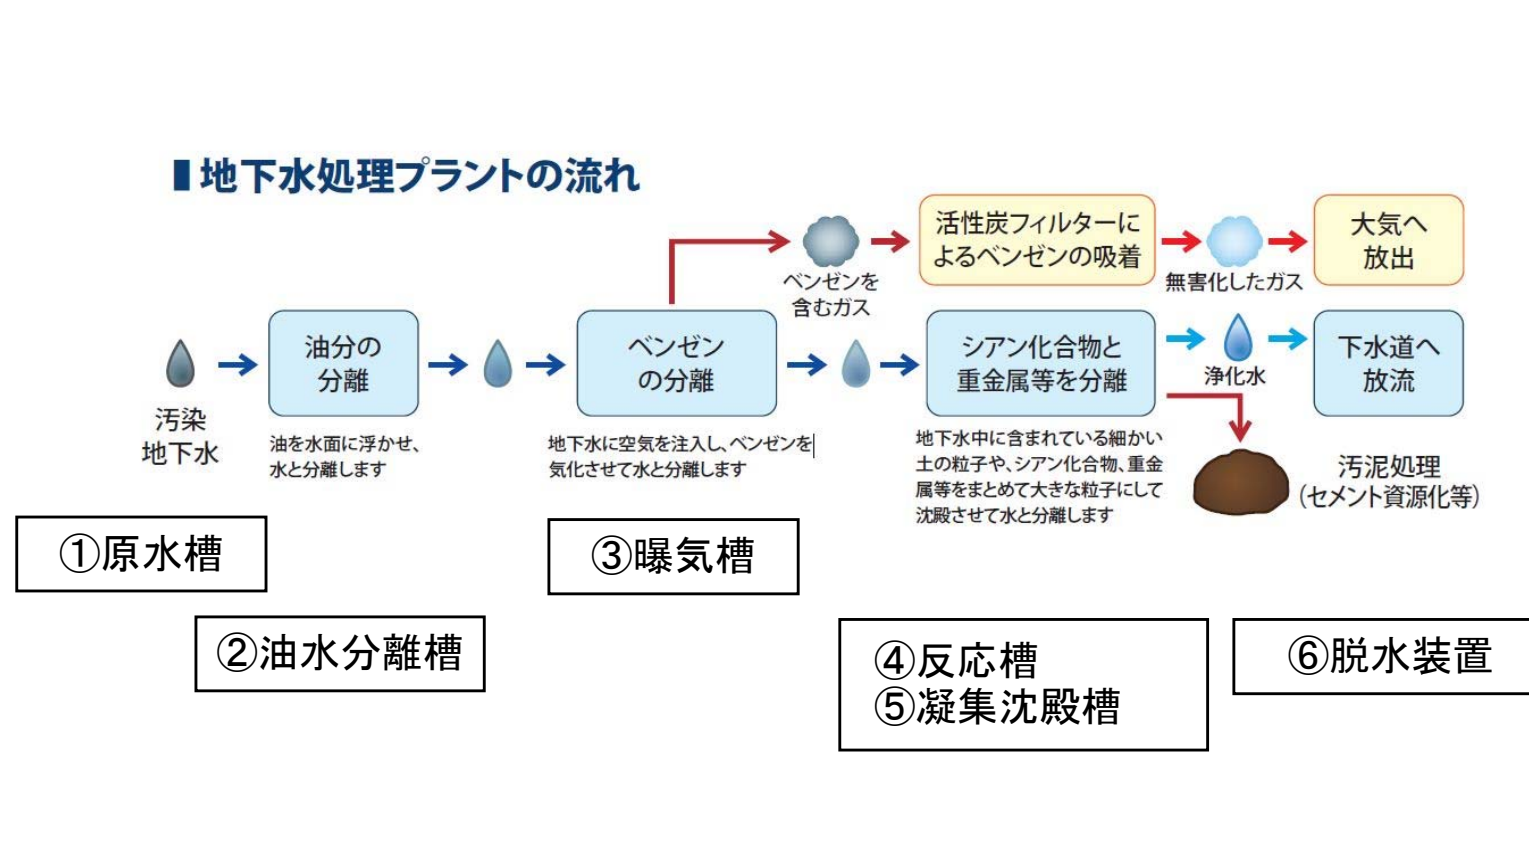 地下水処理プラントの流れ
汚染
地下水
油分の
分離
油を水面に浮かせ、
水と分離します
ベンゼン
の分離
地下水に空気を注入し、ベンゼンを
気化させて水と分離します
ベンゼンを
含むガス
活性炭フィルターに
よるベンゼンの吸着
無害化したガス
大気へ
放出
シアン化合物と
重金属等を分離
地下水中に含まれている細かい
土の粒子や、シアン化合物、重金
属等をまとめて大きな粒子にして
沈殿させて水と分離します
浄化水
下水道へ
放流
汚泥処理
（セメント資源化等）
①原水槽
②油水分離槽
③曝気槽
④反応槽
⑤凝集沈殿槽
⑥脱水装置